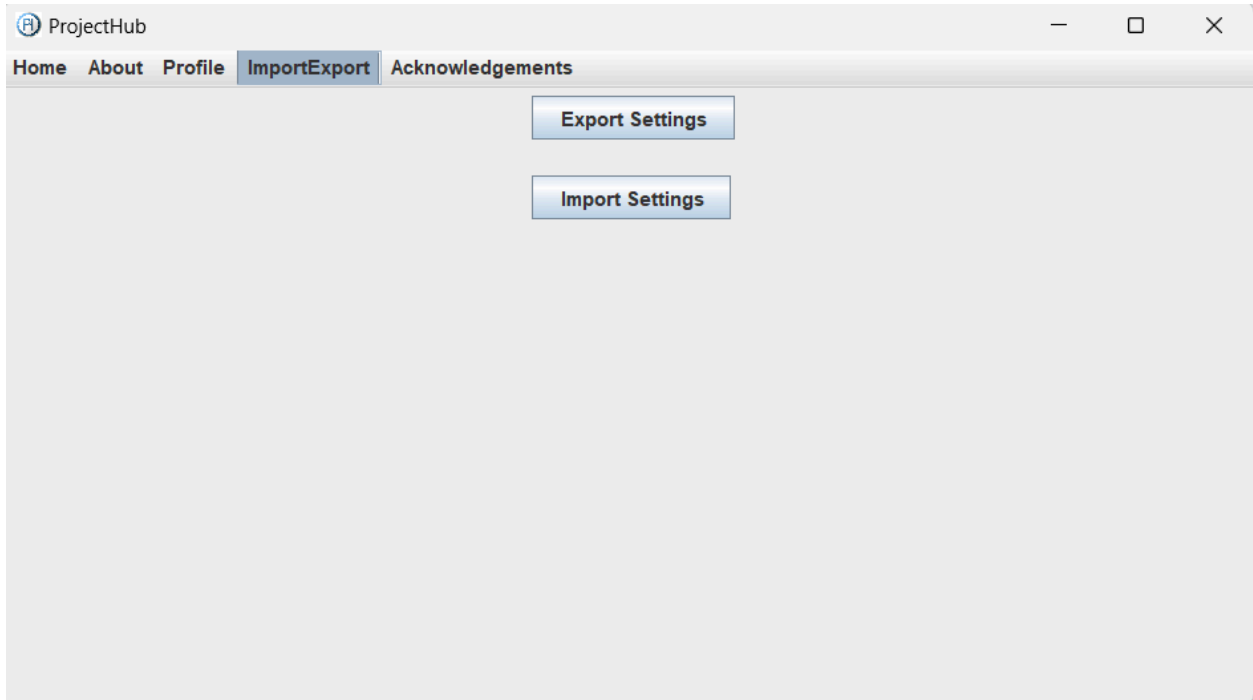 ProjectHub
Home About Profile ImportExport Acknowledgements
Export Settings
Import Settings